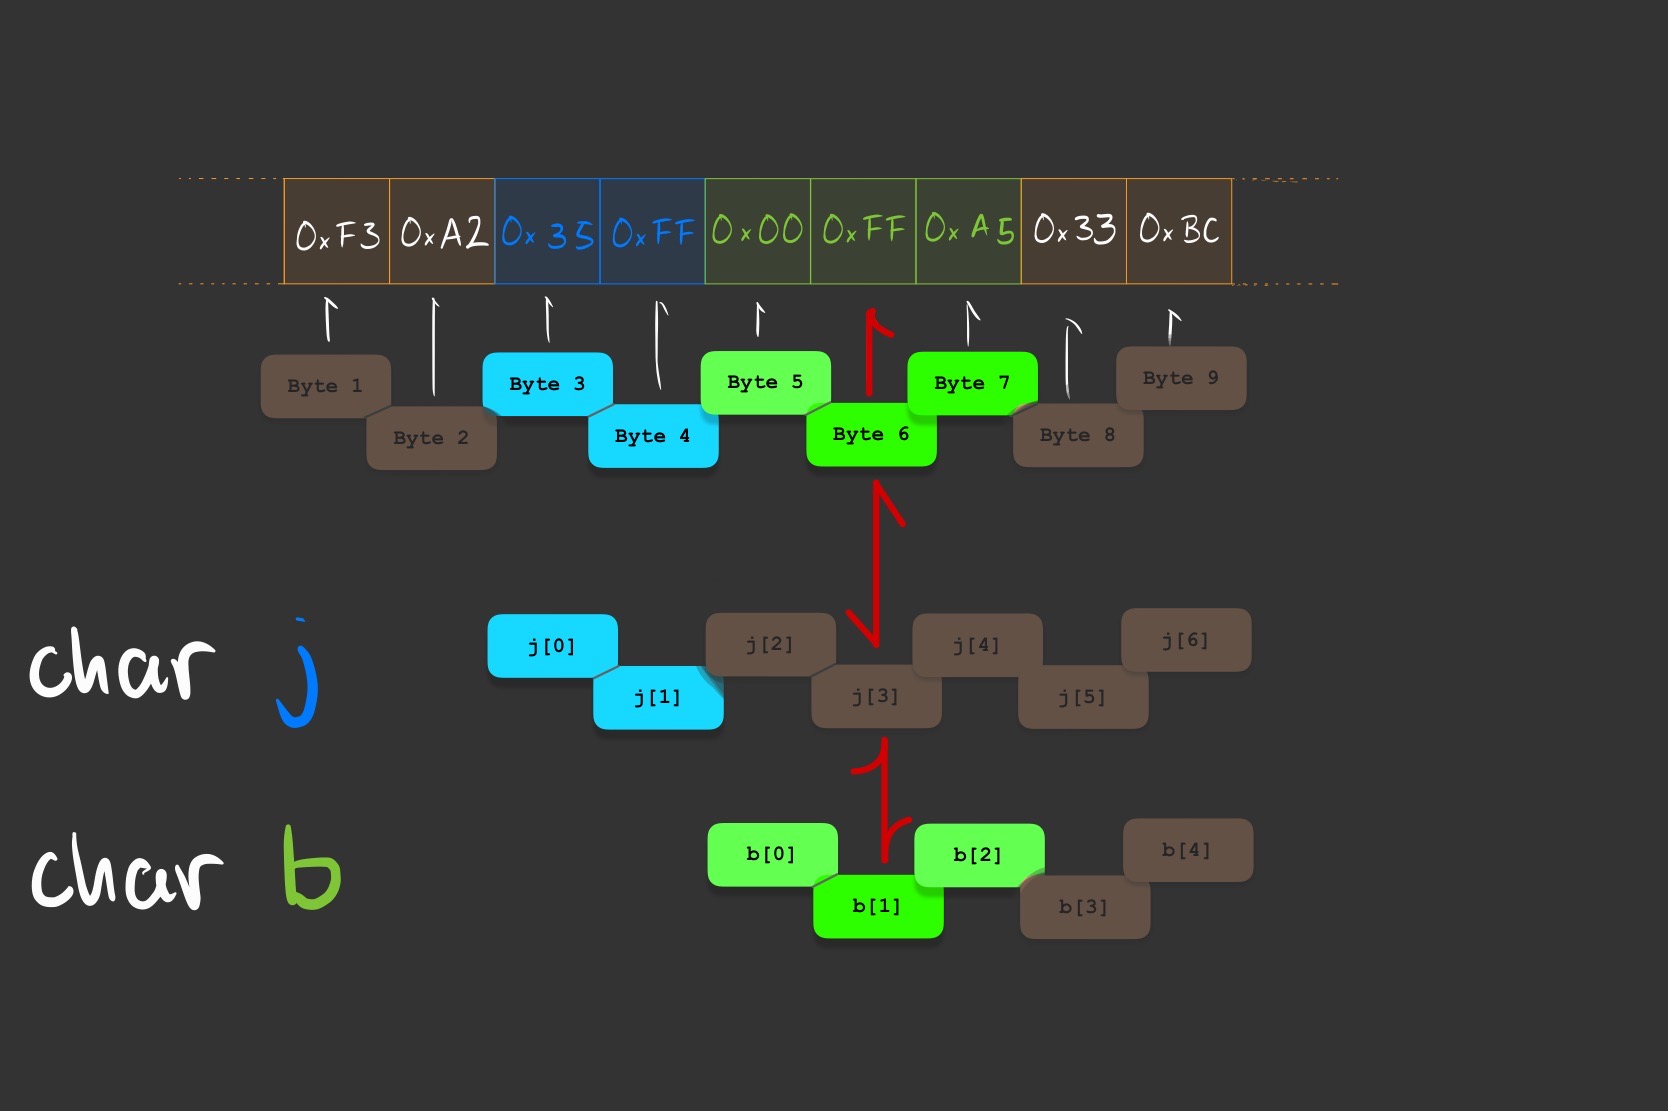 0xF3 0xA2 0x35 0xFF 0x00 0xFF 0xA5 0x33 0xBC
Byte 1 Byte 2 Byte 3 Byte 4 Byte 5 Byte 6 Byte 7 Byte 8 Byte 9
char j j[0] j[1] j[2] j[3] j[4] j[5] j[6]
char b b[0] b[1] b[2] b[3] b[4]